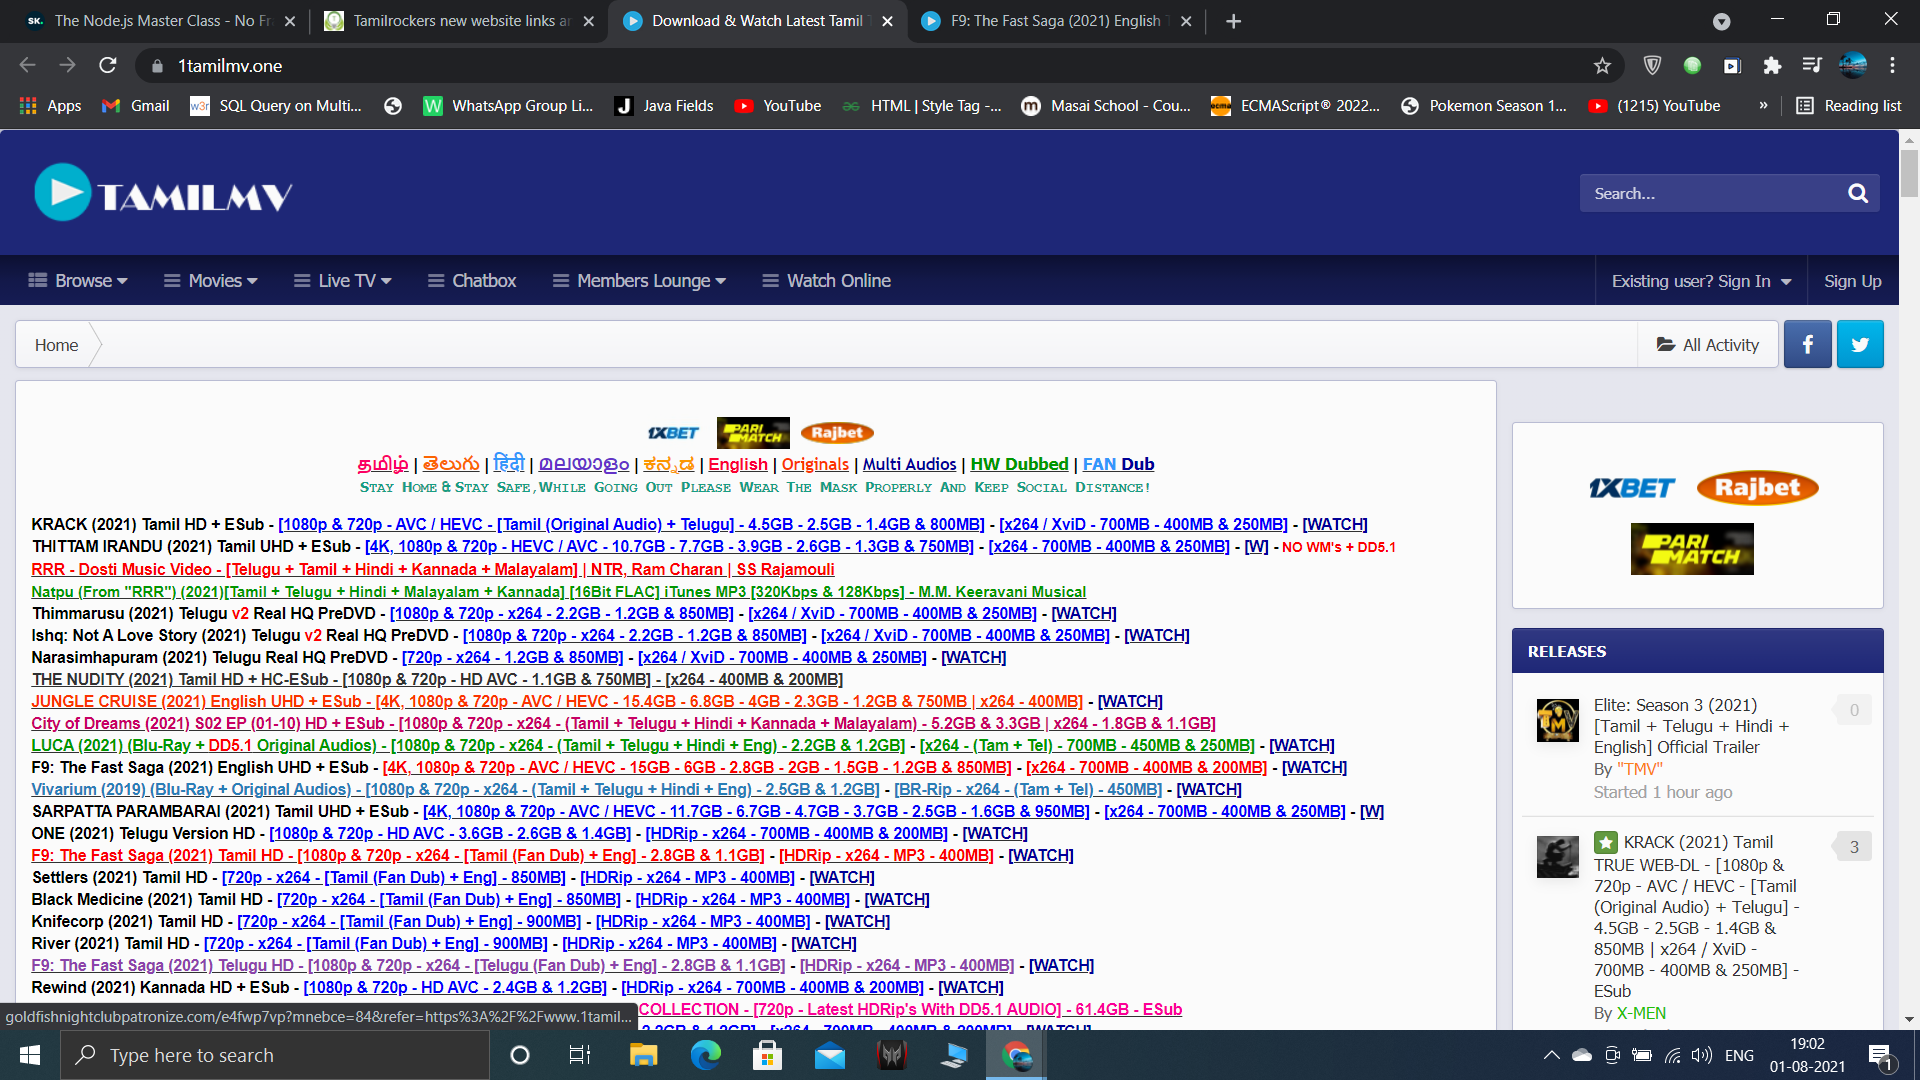 The Node.js Master Class - No Fr
Tamilrockers new website links a
Download & Watch Latest Tamil
F9: The Fast Saga (2021) English
1tamilmv.one
Apps
Gmail
SQL Query on Multi...
WhatsApp Group Li...
Java Fields
YouTube
HTML | Style Tag -...
Masai School - Cou...
ECMAScript® 2022...
Pokemon Season 1...
(1215) YouTube
»
Reading list
TAMILMV
Search...
Browse
Movies
Live TV
Chatbox
Members Lounge
Watch Online
Existing user? Sign In
Sign Up
Home
All Activity
1XBET PARI MATCH Rajbet
தமிழ் | తెలుగు | हिंदी | മലയാളം | ಕನ್ನಡ | English | Originals | Multi Audios | HW Dubbed | FAN Dub
STAY HOME & STAY SAFE,WHILE GOING OUT PLEASE WEAR THE MASK PROPERLY AND KEEP SOCIAL DISTANCE!
KRACK (2021) Tamil HD + ESub - [1080p & 720p - AVC / HEVC - [Tamil (Original Audio) + Telugu] - 4.5GB - 2.5GB - 1.4GB & 800MB] - [x264 / XviD - 700MB - 400MB & 250MB] - [WATCH]
THITTAM IRANDU (2021) Tamil UHD + ESub - [4K, 1080p & 720p - HEVC / AVC - 10.7GB - 7.7GB - 3.9GB - 2.6GB - 1.3GB & 750MB] - [x264 - 700MB - 400MB & 250MB] - [W] - NO WM's + DD5.1
RRR - Dosti Music Video - [Telugu + Tamil + Hindi + Kannada + Malayalam] | NTR, Ram Charan | SS Rajamouli
Natpu (From "RRR") (2021)[Tamil + Telugu + Hindi + Malayalam + Kannada] [16Bit FLAC] iTunes MP3 [320Kbps & 128Kbps] - M.M. Keeravani Musical
Thimmarusu (2021) Telugu v2 Real HQ PreDVD - [1080p & 720p - x264 - 2.2GB - 1.2GB & 850MB] - [x264 / XviD - 700MB - 400MB & 250MB] - [WATCH]
Ishq: Not A Love Story (2021) Telugu v2 Real HQ PreDVD - [1080p & 720p - x264 - 2.2GB - 1.2GB & 850MB] - [x264 / XviD - 700MB - 400MB & 250MB] - [WATCH]
Narasimhapuram (2021) Telugu Real HQ PreDVD - [720p - x264 - 1.2GB & 850MB] - [x264 / XviD - 700MB - 400MB & 250MB] - [WATCH]
THE NUDITY (2021) Tamil HD + HC-ESub - [1080p & 720p - HD AVC - 1.1GB & 750MB] - [x264 - 400MB & 200MB]
JUNGLE CRUISE (2021) English UHD + ESub - [4K, 1080p & 720p - AVC / HEVC - 15.4GB - 6.8GB - 4GB - 2.3GB - 1.2GB & 750MB | x264 - 400MB] - [WATCH]
City of Dreams (2021) S02 EP (01-10) HD + ESub - [1080p & 720p - x264 - (Tamil + Telugu + Hindi + Kannada + Malayalam) - 5.2GB & 3.3GB | x264 - 1.8GB & 1.1GB]
LUCA (2021) (Blu-Ray + DD5.1 Original Audios) - [1080p & 720p - x264 - (Tamil + Telugu + Hindi + Eng) - 2.2GB & 1.2GB] - [x264 - (Tam + Tel) - 700MB - 450MB & 250MB] - [WATCH]
F9: The Fast Saga (2021) English UHD + ESub - [4K, 1080p & 720p - AVC / HEVC - 15GB - 6GB - 2.8GB - 2GB - 1.5GB - 1.2GB & 850MB] - [x264 - 700MB - 400MB & 200MB] - [WATCH]
Vivarium (2019) (Blu-Ray + Original Audios) - [1080p & 720p - x264 - (Tamil + Telugu + Hindi + Eng) - 2.5GB & 1.2GB] - [BR-Rip - x264 - (Tam + Tel) - 450MB] - [WATCH]
SARPATTA PARAMBARAI (2021) Tamil UHD + ESub - [4K, 1080p & 720p - AVC / HEVC - 11.7GB - 6.7GB - 4.7GB - 3.7GB - 2.5GB - 1.6GB & 950MB] - [x264 - 700MB - 400MB & 250MB] - [W]
ONE (2021) Telugu Version HD - [1080p & 720p - HD AVC - 3.6GB - 2.6GB & 1.4GB] - [HDRip - x264 - 700MB - 400MB & 200MB] - [WATCH]
F9: The Fast Saga (2021) Tamil HD - [1080p & 720p - x264 - [Tamil (Fan Dub) + Eng] - 2.8GB & 1.1GB] - [HDRip - x264 - MP3 - 400MB] - [WATCH]
Settlers (2021) Tamil HD - [720p - x264 - [Tamil (Fan Dub) + Eng] - 850MB] - [HDRip - x264 - MP3 - 400MB] - [WATCH]
Black Medicine (2021) Tamil HD - [720p - x264 - [Tamil (Fan Dub) + Eng] - 850MB] - [HDRip - x264 - MP3 - 400MB] - [WATCH]
Knifecorp (2021) Tamil HD - [720p - x264 - [Tamil (Fan Dub) + Eng] - 900MB] - [HDRip - x264 - MP3 - 400MB] - [WATCH]
River (2021) Tamil HD - [720p - x264 - [Tamil (Fan Dub) + Eng] - 900MB] - [HDRip - x264 - MP3 - 400MB] - [WATCH]
F9: The Fast Saga (2021) Telugu HD - [1080p & 720p - x264 - [Telugu (Fan Dub) + Eng] - 2.8GB & 1.1GB] - [HDRip - x264 - MP3 - 400MB] - [WATCH]
Rewind (2021) Kannada HD + ESub - [1080p & 720p - HD AVC - 2.4GB & 1.2GB] - [HDRip - x264 - 700MB - 400MB & 200MB] - [WATCH]
COLLECTION - [720p - Latest HDRip's With DD5.1 AUDIO] - 61.4GB - ESub
goldfishnightclubpatronize.com/e4fwp7vp?mnebce=84&refer=https%3A%2F%2Fwww.1tamil...
1XBET Rajbet
PARI MATCH
RELEASES
Elite: Season 3 (2021)
[Tamil + Telugu + Hindi +
English] Official Trailer
By "TMV"
Started 1 hour ago
0
TMV
KRACK (2021) Tamil
TRUE WEB-DL - [1080p &
720p - AVC / HEVC - [Tamil
(Original Audio) + Telugu] -
4.5GB - 2.5GB - 1.4GB &
850MB | x264 / XviD -
700MB - 400MB & 250MB] -
ESub
By X-MEN
3
Type here to search
ENG
19:02
01-08-2021
1